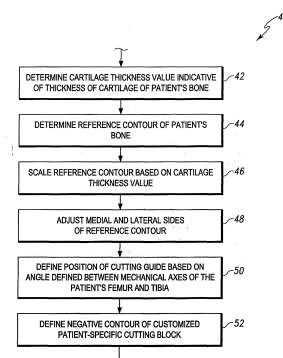 4
DETERMINE CARTILAGE THICKNESS VALUE INDICATIVE
OF THICKNESS OF CARTILAGE OF PATIENT'S BONE
42
DETERMINE REFERENCE CONTOUR OF PATIENT'S
BONE
44
SCALE REFERENCE CONTOUR BASED ON CARTILAGE
THICKNESS VALUE
46
ADJUST MEDIAL AND LATERAL SIDES
OF REFERENCE CONTOUR
48
DEFINE POSITION OF CUTTING GUIDE BASED ON
ANGLE DEFINED BETWEEN MECHANICAL AXES OF THE
PATIENT'S FEMUR AND TIBIA
50
DEFINE NEGATIVE CONTOUR OF CUSTOMIZED
PATIENT-SPECIFIC CUTTING BLOCK
52